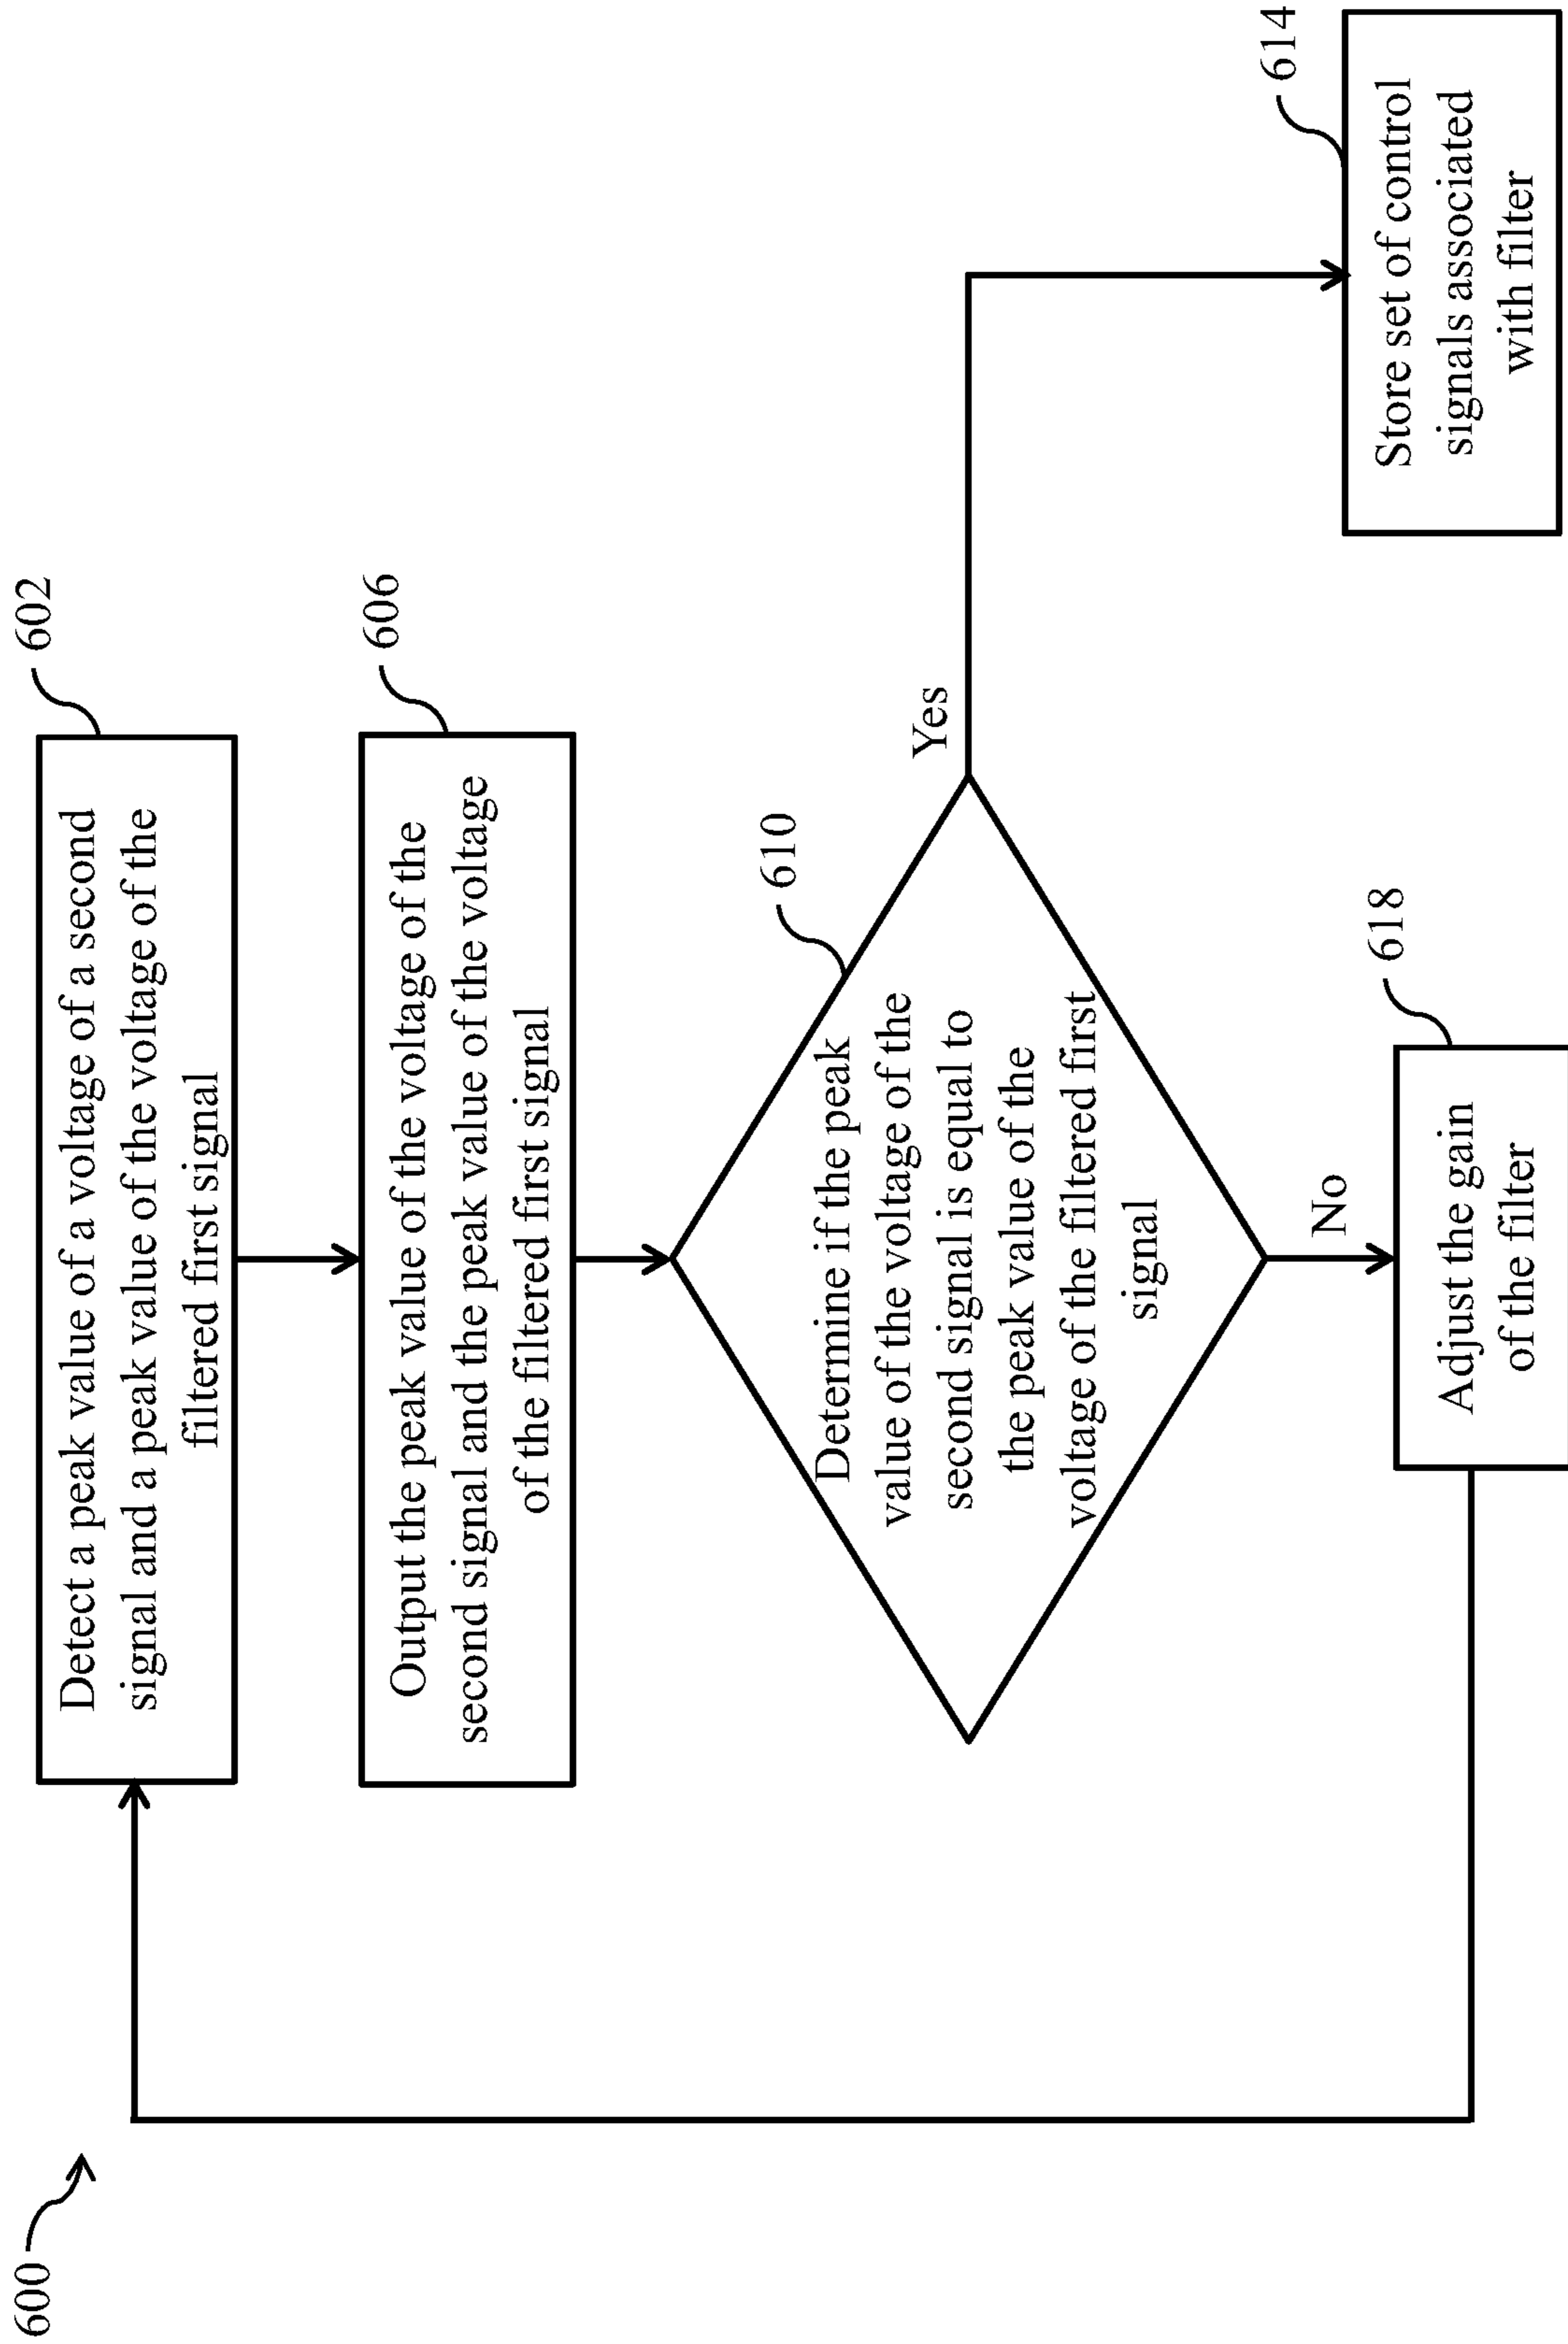 600
602
Detect a peak value of a voltage of a second
signal and a peak value of the voltage of the
filtered first signal
606
Output the peak value of the voltage of the
second signal and the peak value of the voltage
of the filtered first signal
610
Determine if the peak
value of the voltage of the
second signal is equal to
the peak value of the
voltage of the filtered first
signal
Yes
No
614
Store set of control
signals associated
with filter
618
Adjust the gain
of the filter